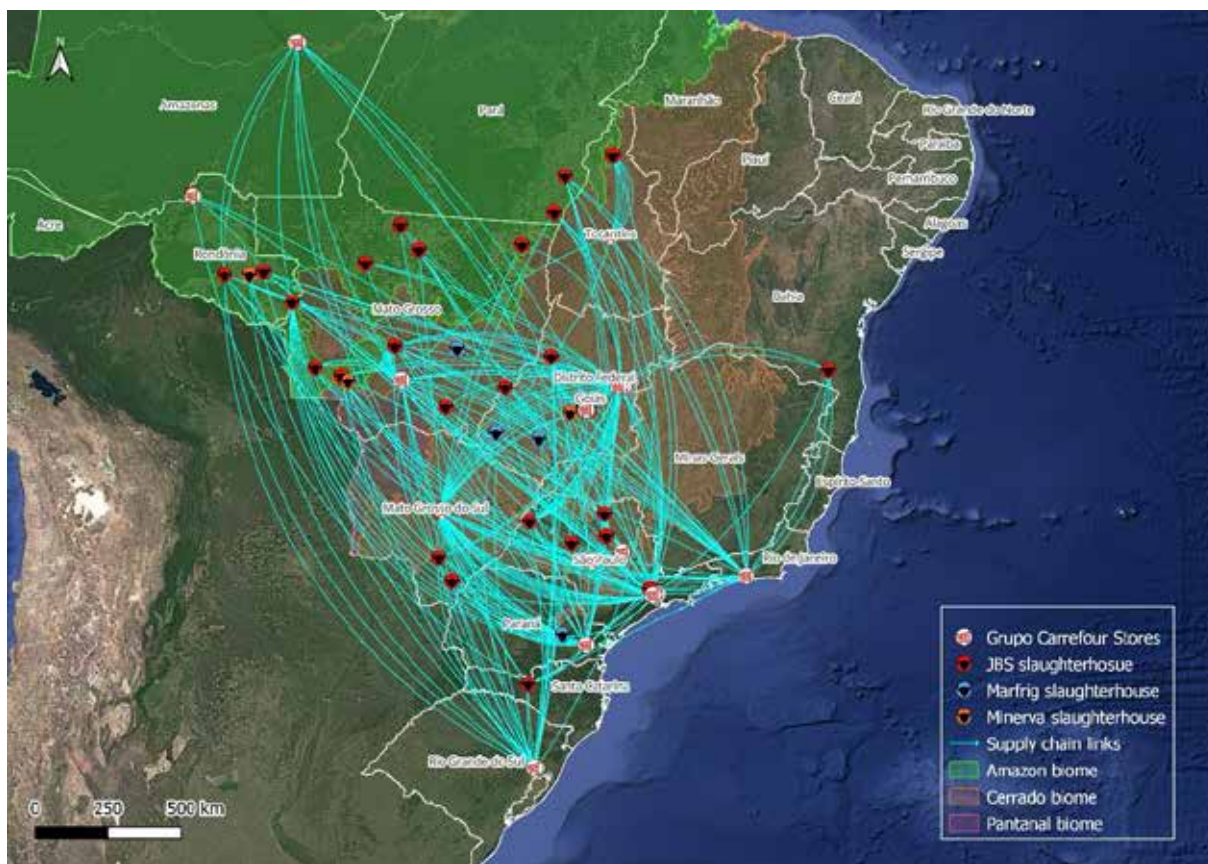 N
Amazonas
Pará
Maranhão
Ceará
Rio Grande do Norte
Paraíba
Piauí
Pernambuco
Acre
Alagoas
Sergipe
Tocantins
Rondônia
Bahia
Mato Grosso
Distrito Federal
Goiás
Minas Gerais
Espírito Santo
Mato Grosso do Sul
São Paulo
Rio de Janeiro
Paraná
Santa Catarina
Rio Grande do Sul
0 250 500 km
Grupo Carrefour Stores
JBS slaughterhosue
Marfrig slaughterhouse
Minerva slaughterhouse
Supply chain links
Amazon biome
Cerrado biome
Pantanal biome